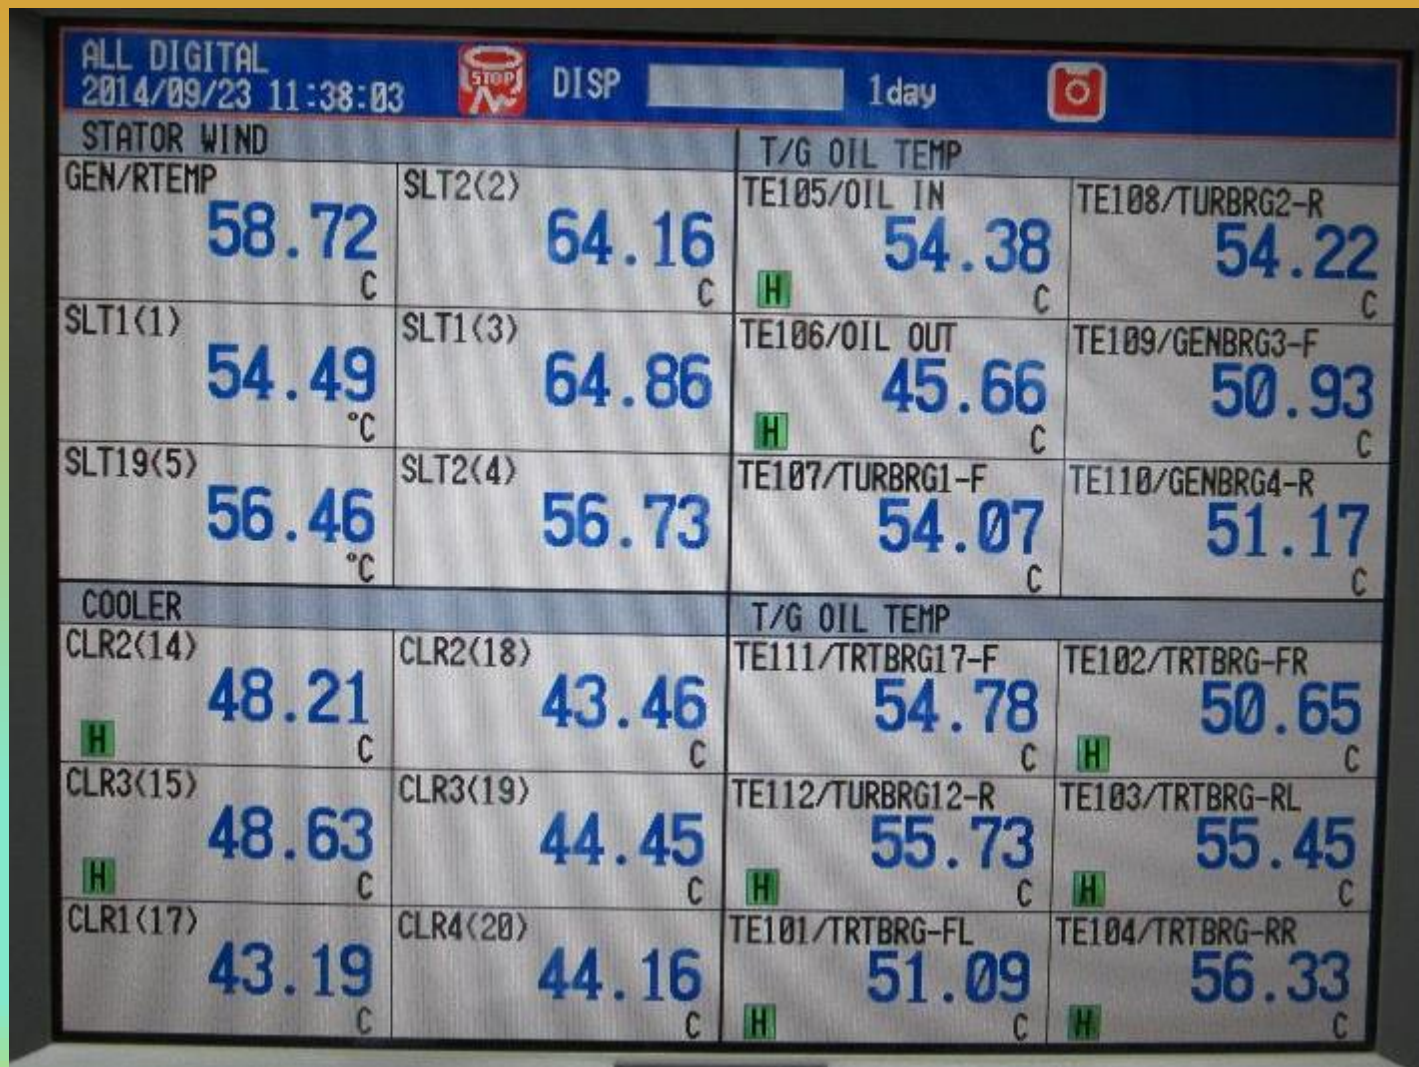 ALL DIGITAL
2014/09/23 11:38:03
STOP
DISP
1day
STATOR WIND
GEN/RTEMP
58.72
C
SLT2(2)
64.16
C
SLT1(1)
54.49
°C
SLT1(3)
64.86
SLT19(5)
56.46
°C
SLT2(4)
56.73
T/G OIL TEMP
TE105/OIL IN
54.38
H
C
TE108/TURBRG2-R
54.22
C
TE106/OIL OUT
45.66
H
C
TE109/GENBRG3-F
50.93
C
TE107/TURBRG1-F
54.07
C
TE110/GENBRG4-R
51.17
C
COOLER
CLR2(14)
48.21
H
C
CLR2(18)
43.46
C
CLR3(15)
48.63
H
C
CLR3(19)
44.45
C
CLR1(17)
43.19
C
CLR4(20)
44.16
C
T/G OIL TEMP
TE111/TRTBRG17-F
54.78
C
TE102/TRTBRG-FR
50.65
H
C
TE112/TURBRG12-R
55.73
H
C
TE103/TRTBRG-RL
55.45
H
C
TE101/TRTBRG-FL
51.09
H
C
TE104/TRTBRG-RR
56.33
H
C